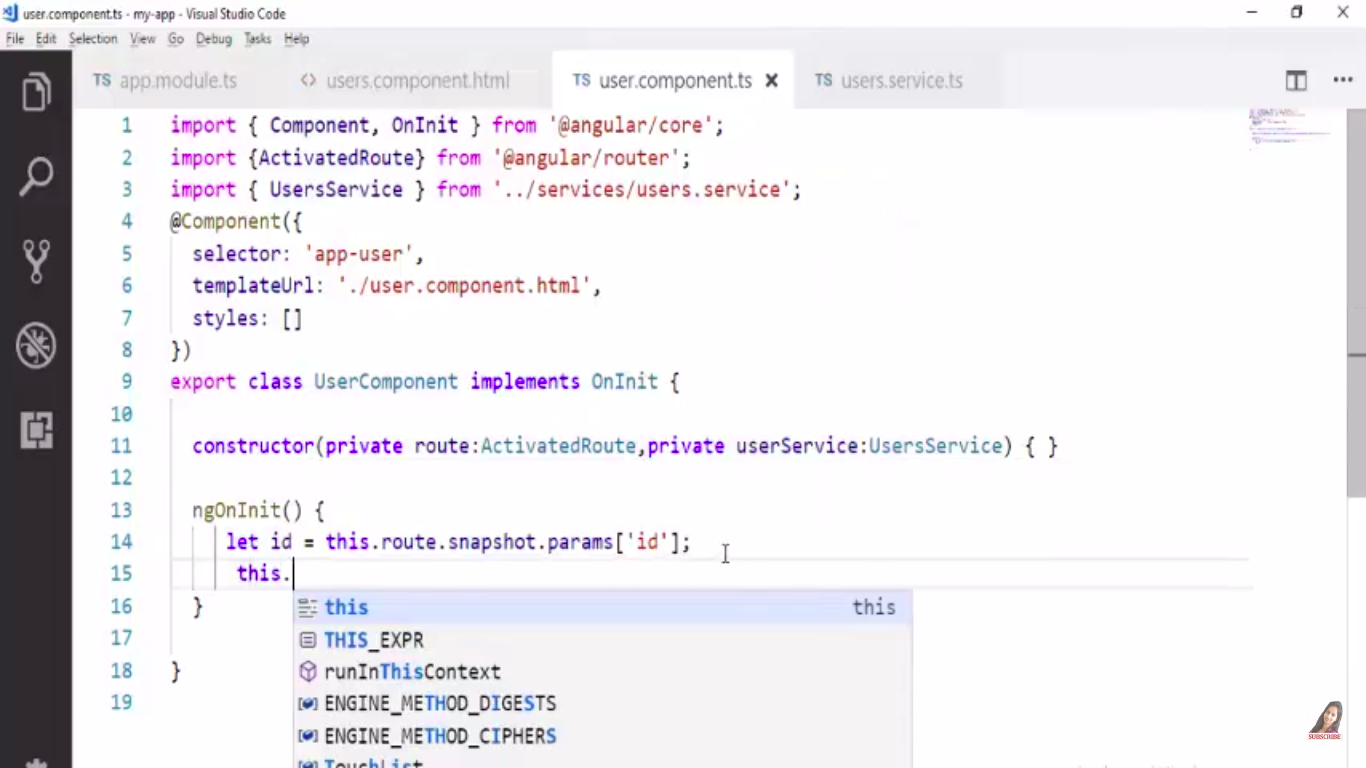 user.component.ts - my-app - Visual Studio Code
File Edit Selection View Go Debug Tasks Help
TS app.module.ts <> users.component.html TS user.component.ts TS users.service.ts
1 import { Component, OnInit } from '@angular/core';
2 import {ActivatedRoute} from '@angular/router';
3 import { UsersService } from '../services/users.service';
4 @Component({
5 selector: 'app-user',
6 templateUrl: './user.component.html',
7 styles: []
8 })
9 export class UserComponent implements OnInit {
10
11 constructor(private route:ActivatedRoute,private userService:UsersService) { }
12
13 ngOnInit() {
14 let id = this.route.snapshot.params['id'];
15 this.
16 }
17
18 }
19
this this
THIS_EXPR
runInThisContext
ENGINE_METHOD_DIGESTS
ENGINE_METHOD_CIPHERS
TouchList
SUBSCRIBE